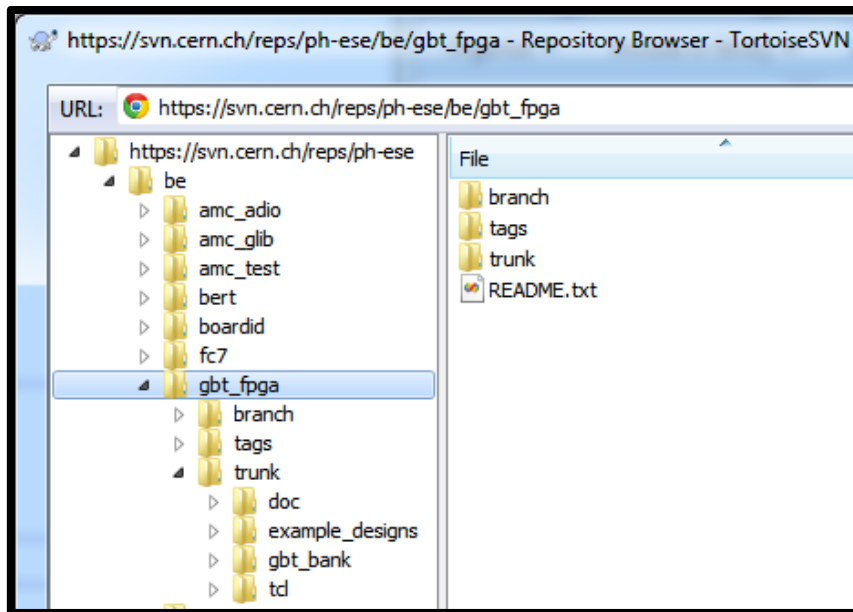 https://svn.cern.ch/reps/ph-ese/be/gbt_fpga - Repository Browser - TortoiseSVN
URL: https://svn.cern.ch/reps/ph-ese/be/gbt_fpga
https://svn.cern.ch/reps/ph-ese
be
amc_adio
amc_glib
amc_test
bert
boardid
fc7
gbt_fpga
branch
tags
trunk
doc
example_designs
gbt_bank
tcl
File
branch
tags
trunk
README.txt